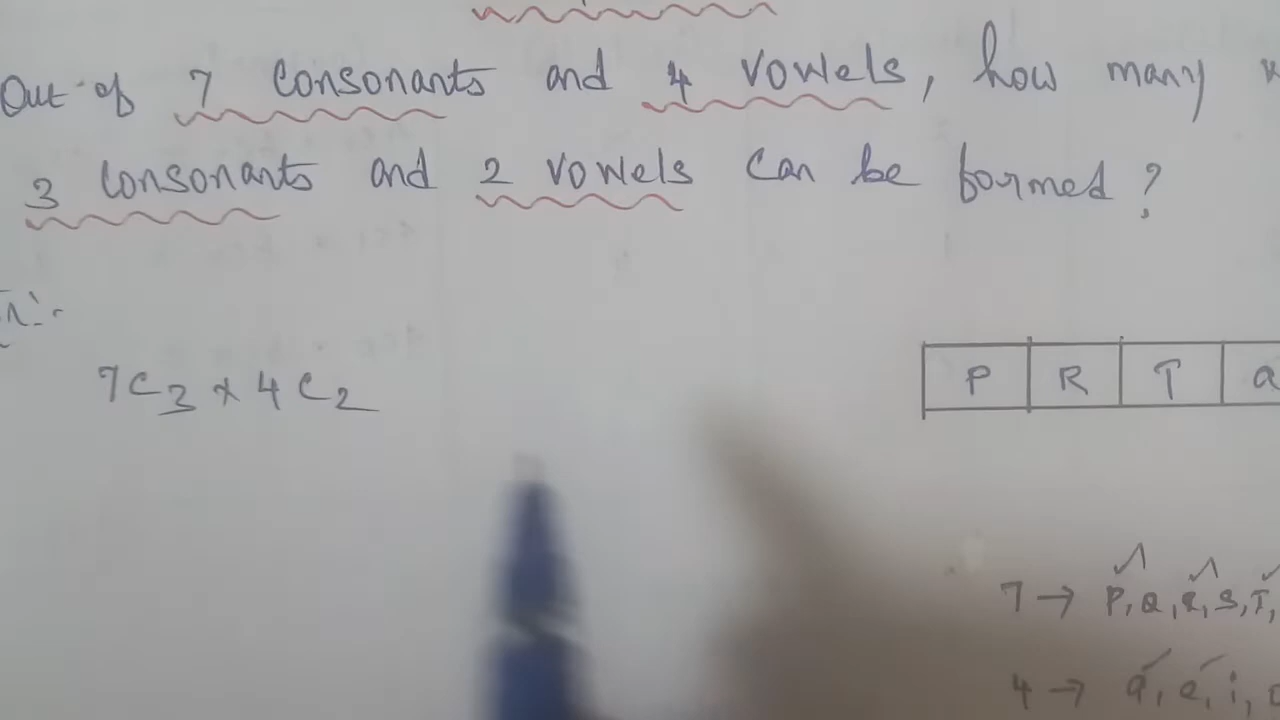 Out of 7 consonants and 4 vowels, how many
3 consonants and 2 vowels can be formed?
7C3 x 4C2
P R T a
7 → P, Q, R, S, T,
4 → a, e, i,